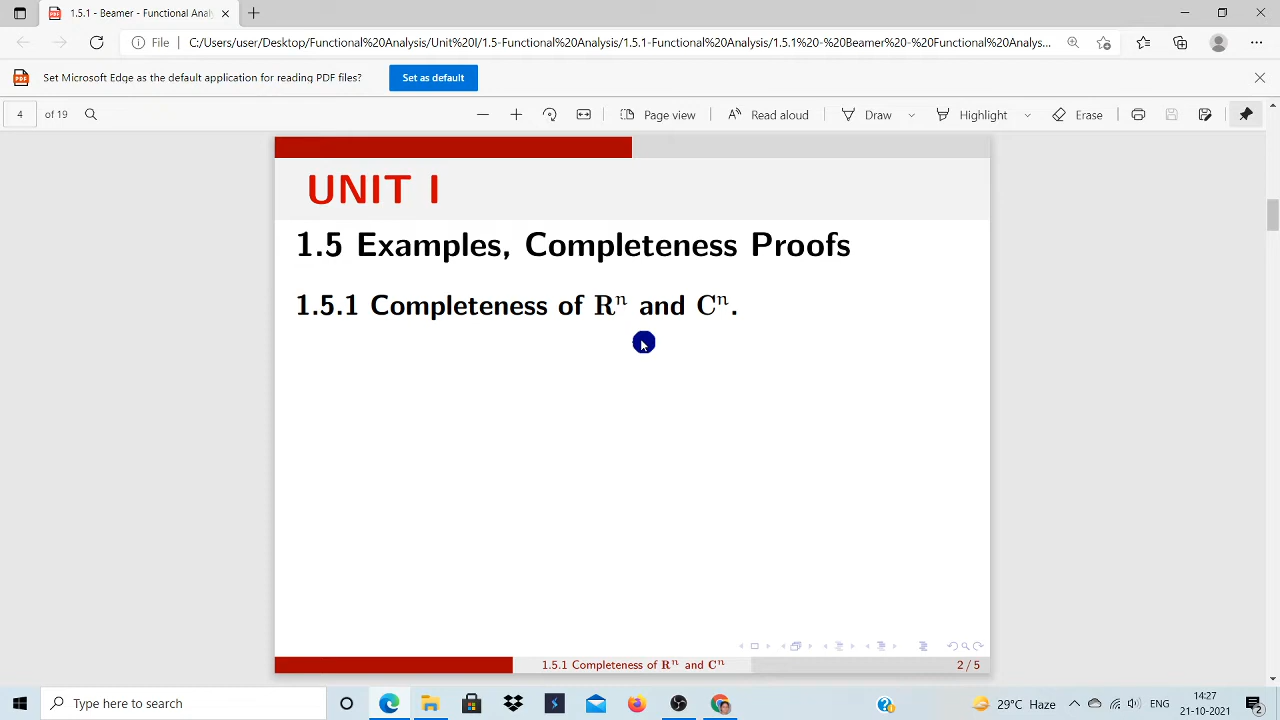 1.5.1 - Beamer - Functional Analy
File C:/Users/user/Desktop/Functional%20Analysis/UnitI/1.5-Functional%20Analysis/1.5.1-Functional%20Analysis/1.5.1%20-%20Beamer%20-%20Functional%20Analys...
Set Microsoft Edge as the default application for reading PDF files? Set as default
4 of 19 Page view Read aloud Draw Highlight Erase
UNIT I
1.5 Examples, Completeness Proofs
1.5.1 Completeness of Rⁿ and Cⁿ.
1.5.1 Completeness of Rⁿ and Cⁿ 2 / 5
Type here to search 29°C Haze ENG 14:27
21-10-2021 2